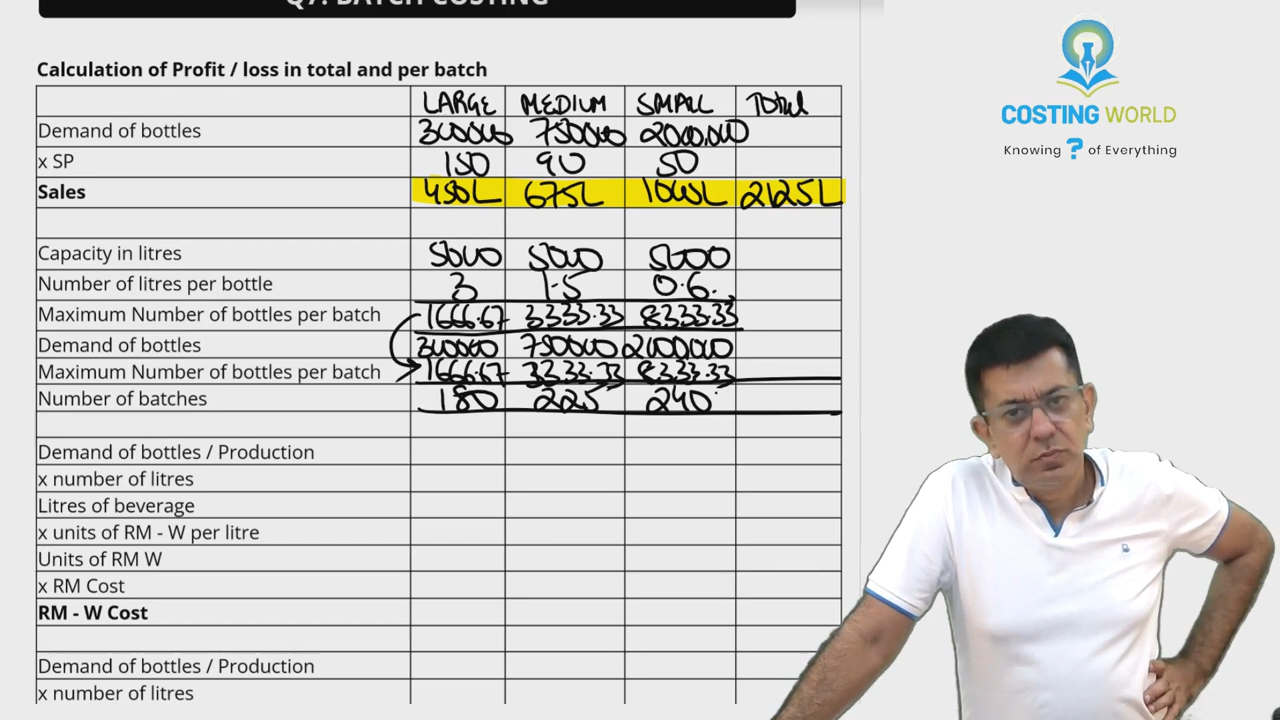 Q7. BATCH COSTING
Calculation of Profit / loss in total and per batch
LARGE MEDIUM SMALL Total
Demand of bottles 300000 750000 2000,000
x SP 150 90 50
Sales 450L 675L 1000L 2125L
Capacity in litres 5000 5000 5000
Number of litres per bottle 3 1.5 0.6.
Maximum Number of bottles per batch 1666.67 3333.33 8333.33
Demand of bottles 300000 750000 2000000
Maximum Number of bottles per batch 1666.67 3333.33 8333.33
Number of batches 180 225 240
Demand of bottles / Production
x number of litres
Litres of beverage
x units of RM - W per litre
Units of RM W
x RM Cost
RM - W Cost
Demand of bottles / Production
x number of litres
COSTING WORLD
Knowing ? of Everything